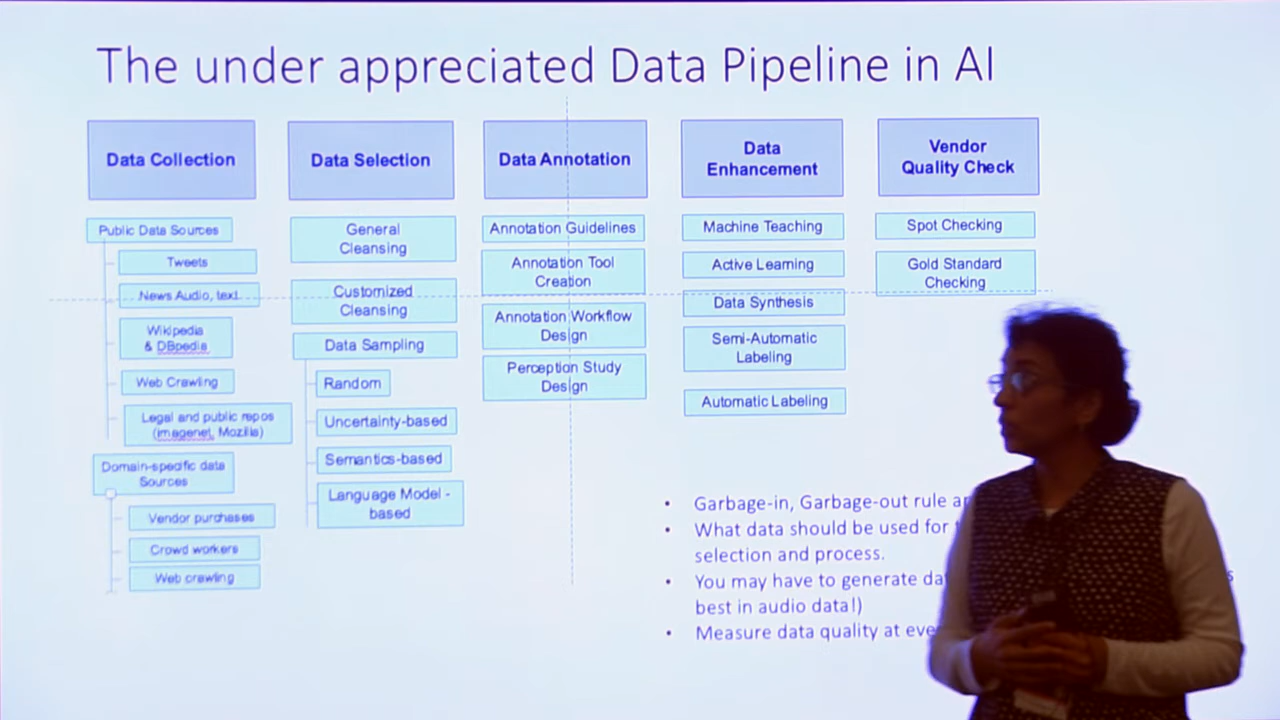 The under appreciated Data Pipeline in AI
Data Collection
Public Data Sources
Tweets
News Audio, text.
Wikipedia
& DBpedia
Web Crawling
Legal and public repos
(imagenet, Mozilla)
Domain-specific data
Sources
Vendor purchases
Crowd workers
Web crawling
Data Selection
General
Cleansing
Customized
Cleansing
Data Sampling
Random
Uncertainty-based
Semantics-based
Language Model -
based
Data Annotation
Annotation Guidelines
Annotation Tool
Creation
Annotation Workflow
Design
Perception Study
Design
Data
Enhancement
Machine Teaching
Active Learning
Data Synthesis
Semi-Automatic
Labeling
Automatic Labeling
Vendor
Quality Check
Spot Checking
Gold Standard
Checking
• Garbage-in, Garbage-out rule
• What data should be used for
selection and process.
• You may have to generate
best in audio data!)
• Measure data quality at